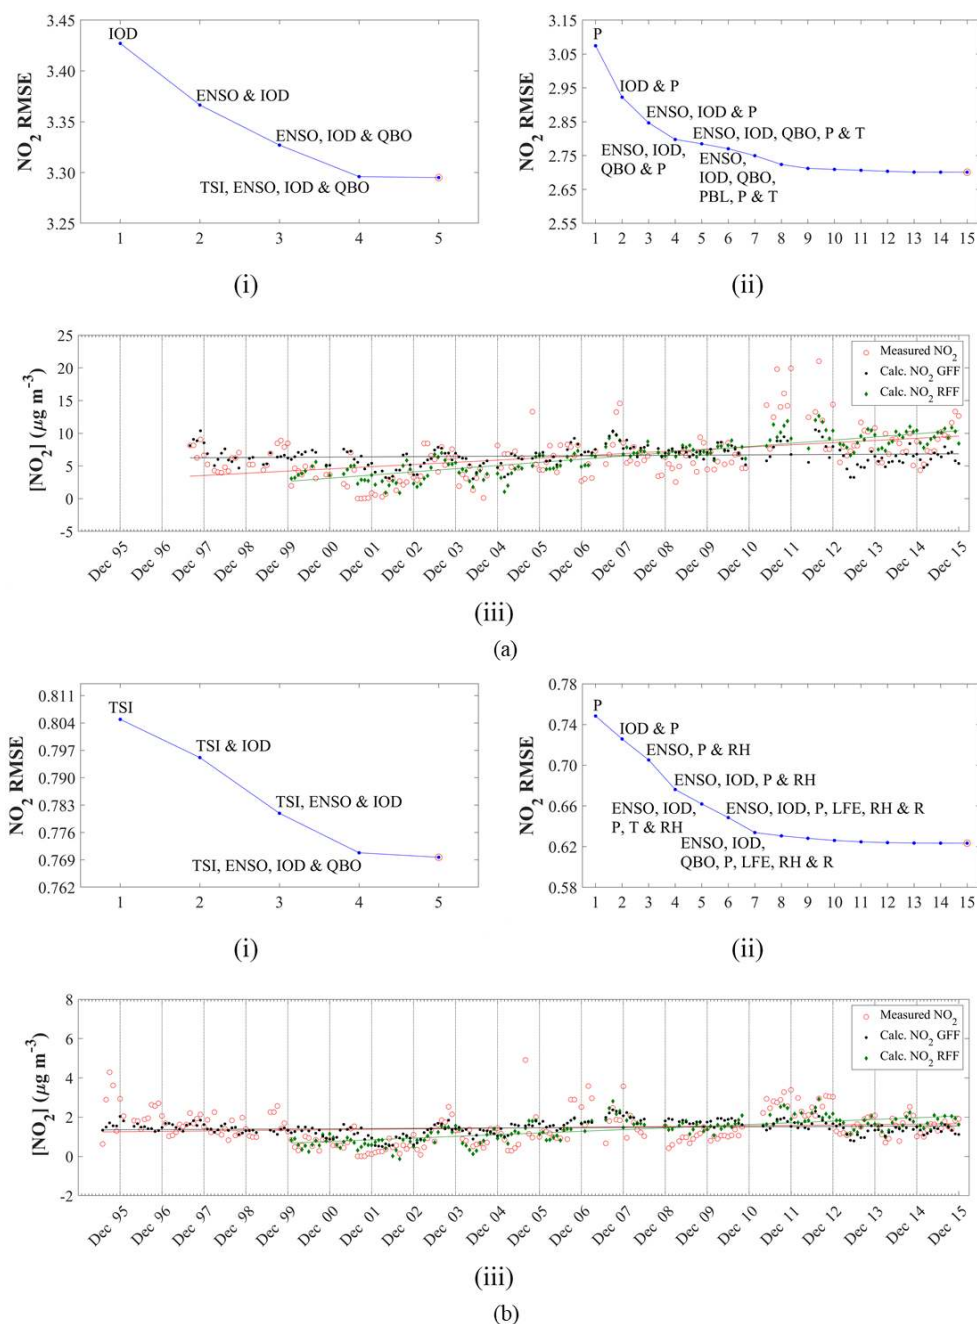 IOD
ENSO & IOD
ENSO, IOD & QBO
TSI, ENSO, IOD & QBO
NO2 RMSE
3.45
3.40
3.35
3.30
3.25
1 2 3 4 5
(i)
P
IOD & P
ENSO, IOD & P
ENSO, IOD,
QBO & P
ENSO, IOD, QBO, P & T
ENSO,
IOD, QBO,
PBL, P & T
NO2 RMSE
3.15
3.05
2.95
2.85
2.75
2.65
2.55
1 2 3 4 5 6 7 8 9 10 11 12 13 14 15
(ii)
[NO2] (μg m-3)
25
20
15
10
5
0
-5
Measured NO2
Calc. NO2 GFF
Calc. NO2 RFF
Dec 95 Dec 96 Dec 97 Dec 98 Dec 99 Dec 00 Dec 01 Dec 02 Dec 03 Dec 04 Dec 05 Dec 06 Dec 07 Dec 08 Dec 09 Dec 10 Dec 11 Dec 12 Dec 13 Dec 14 Dec 15
(iii)
(a)
TSI
TSI & IOD
TSI, ENSO & IOD
TSI, ENSO, IOD & QBO
NO2 RMSE
0.811
0.804
0.797
0.790
0.783
0.776
0.769
0.762
1 2 3 4 5
(i)
P
IOD & P
ENSO, P & RH
ENSO, IOD, P & RH
ENSO, IOD,
P, T & RH
ENSO, IOD, P, LFE, RH & R
ENSO, IOD,
QBO, P, LFE, RH & R
NO2 RMSE
0.78
0.74
0.70
0.66
0.62
0.58
1 2 3 4 5 6 7 8 9 10 11 12 13 14 15
(ii)
[NO2] (μg m-3)
8
6
4
2
0
-2
Measured NO2
Calc. NO2 GFF
Calc. NO2 RFF
Dec 95 Dec 96 Dec 97 Dec 98 Dec 99 Dec 00 Dec 01 Dec 02 Dec 03 Dec 04 Dec 05 Dec 06 Dec 07 Dec 08 Dec 09 Dec 10 Dec 11 Dec 12 Dec 13 Dec 14 Dec 15
(iii)
(b)